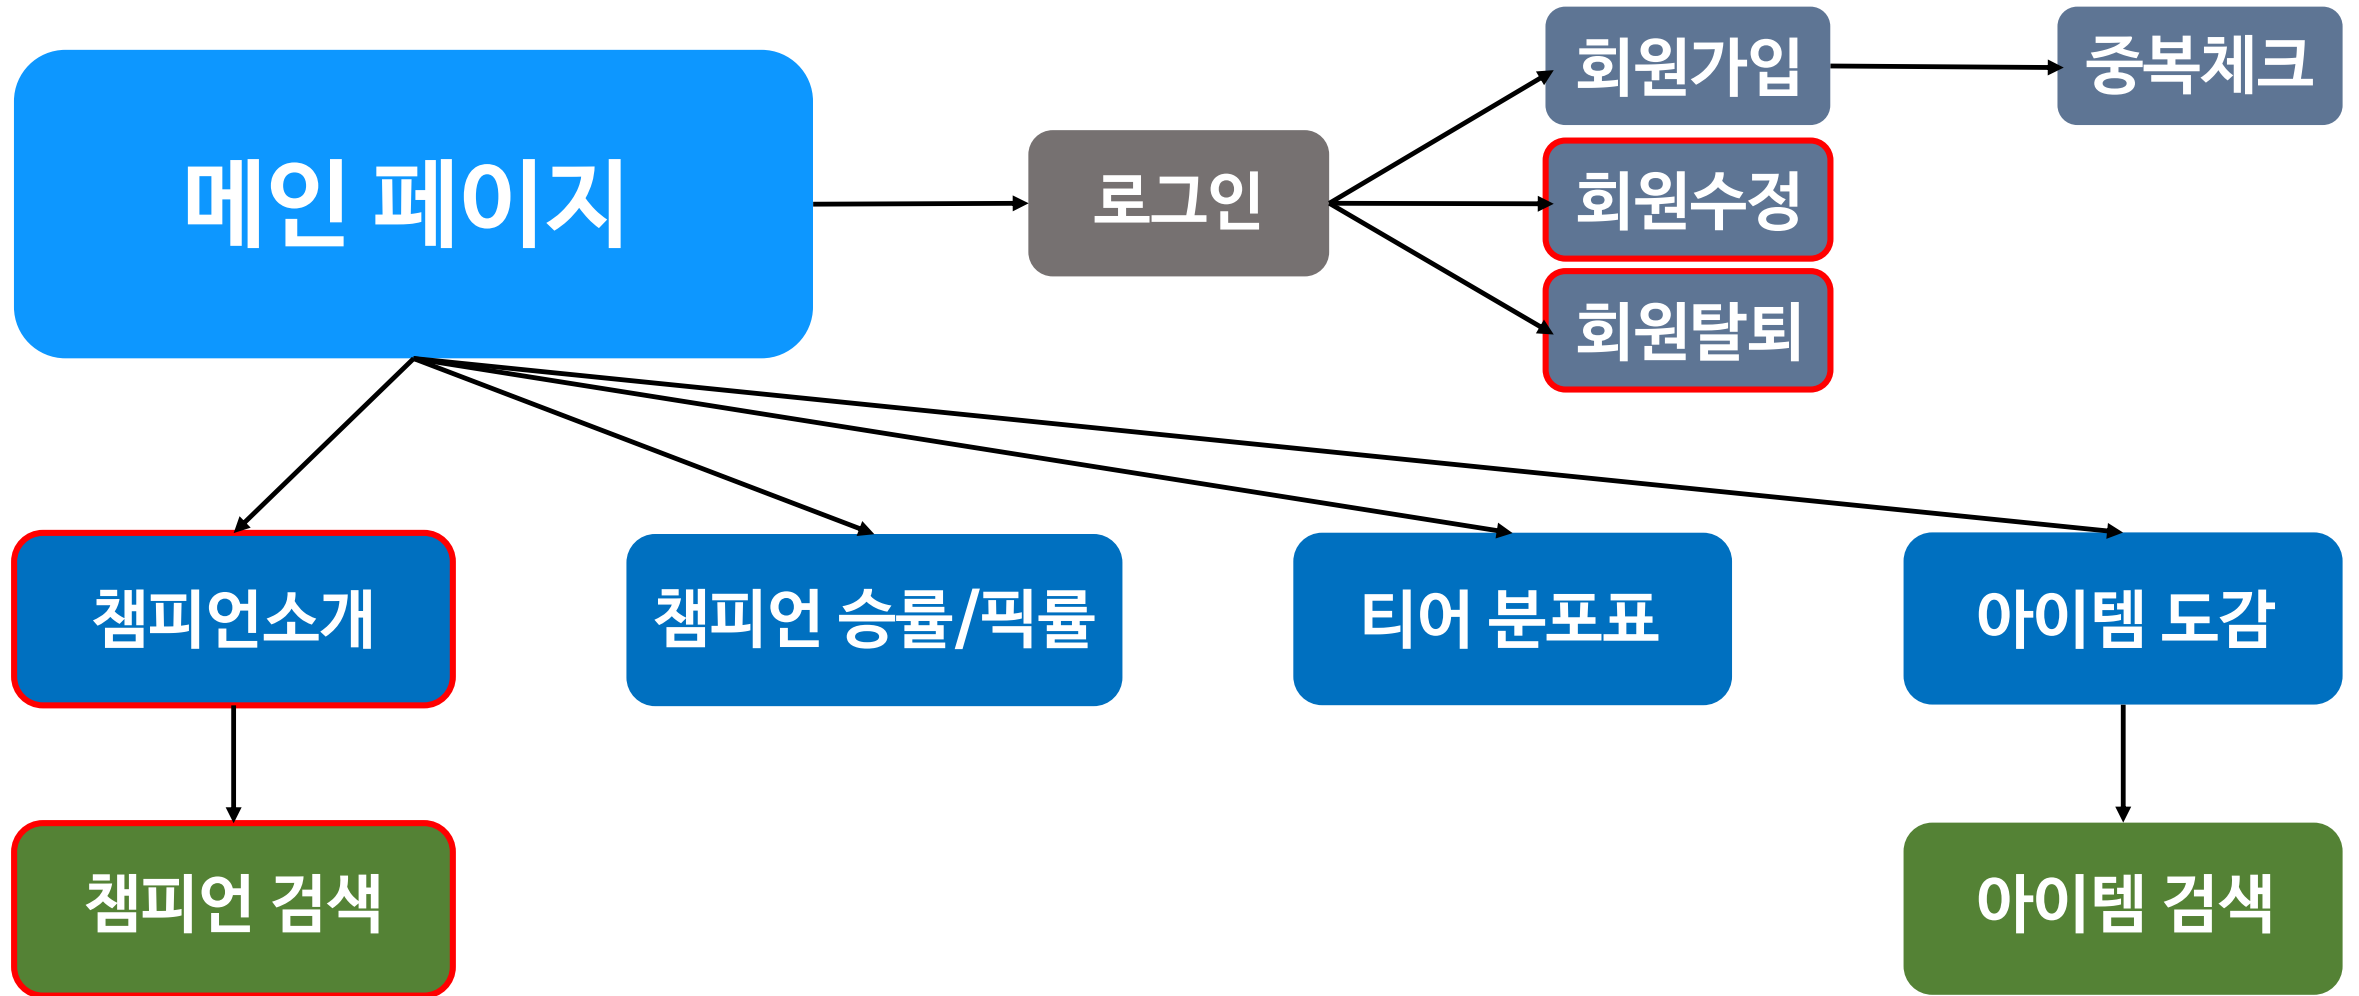 메인 페이지
로그인
회원가입
중복체크
회원수정
회원탈퇴
챔피언소개
챔피언 승률/픽률
티어 분포표
아이템 도감
챔피언 검색
아이템 검색